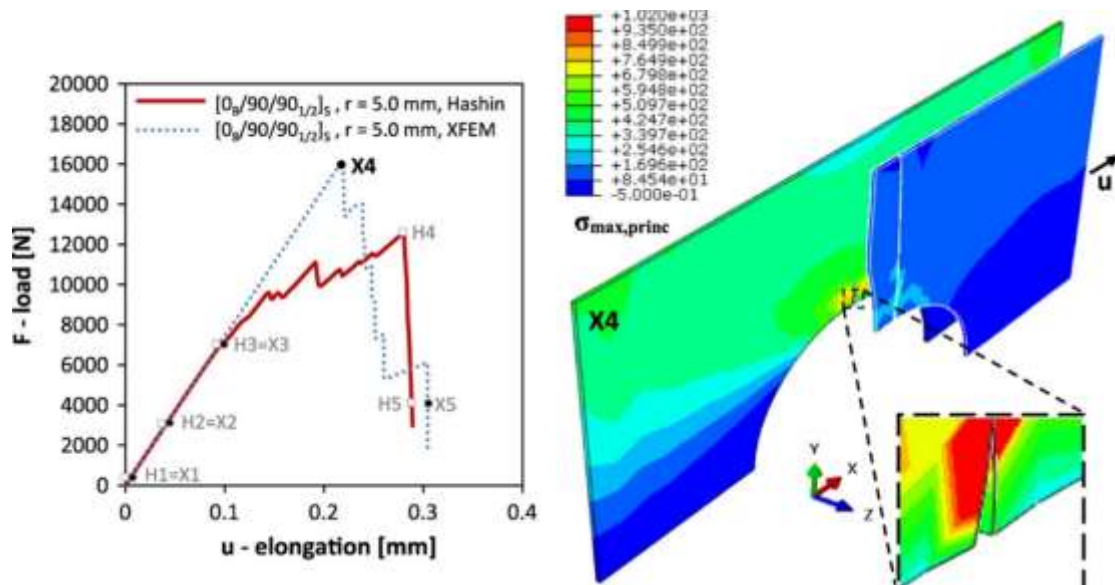 20000
18000
16000
14000
12000
10000
8000
6000
4000
2000
0
F - load [N]
[0₈/90/90₁/₂]ₛ , r = 5.0 mm, Hashin
[0₈/90/90₁/₂]ₛ , r = 5.0 mm, XFEM
X4
H4
H3=X3
H2=X2
H1=X1
H5
X5
0
0.1
0.2
0.3
0.4
u - elongation [mm]
+1.020e+03
+9.350e+02
+8.499e+02
+7.649e+02
+6.798e+02
+5.948e+02
+5.097e+02
+4.247e+02
+3.397e+02
+2.546e+02
+1.696e+02
+8.454e+01
-5.000e-01
σmax,princ
u
X4
Y
X
Z